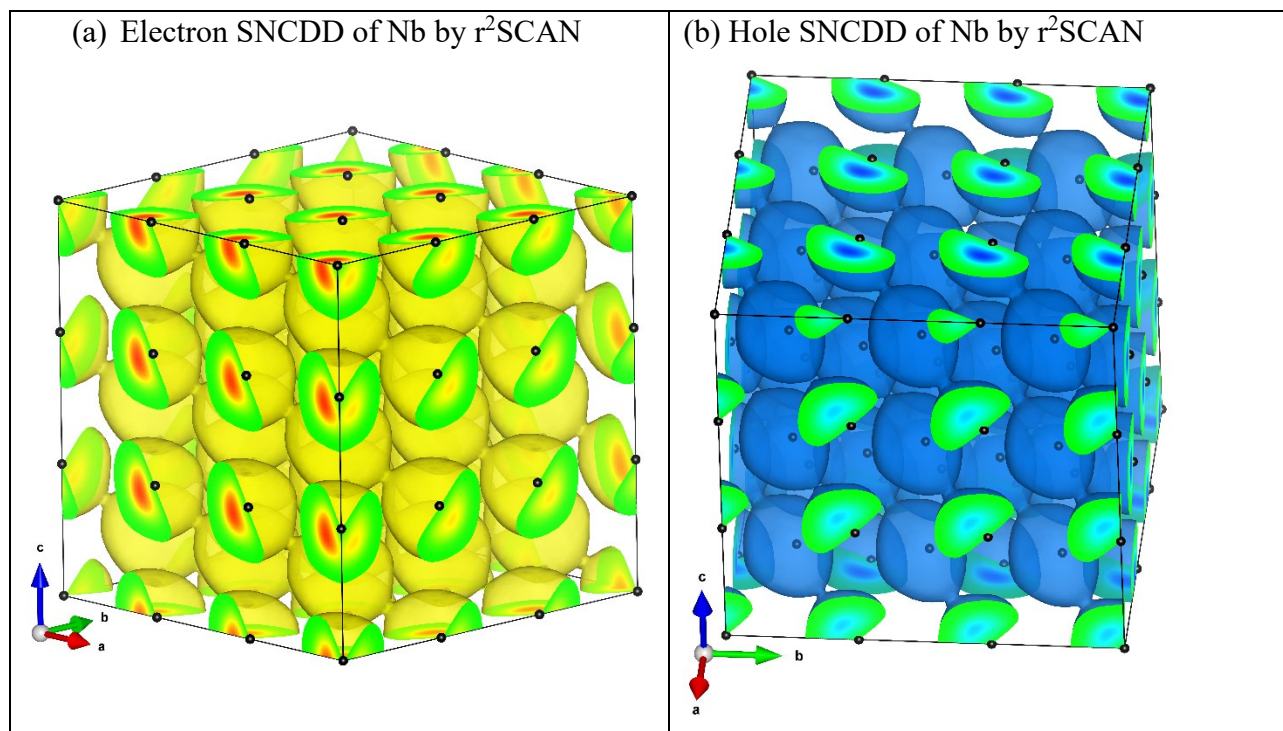 (a) Electron SNCDD of Nb by r²SCAN
(b) Hole SNCDD of Nb by r²SCAN
c
b
a
c
b
a